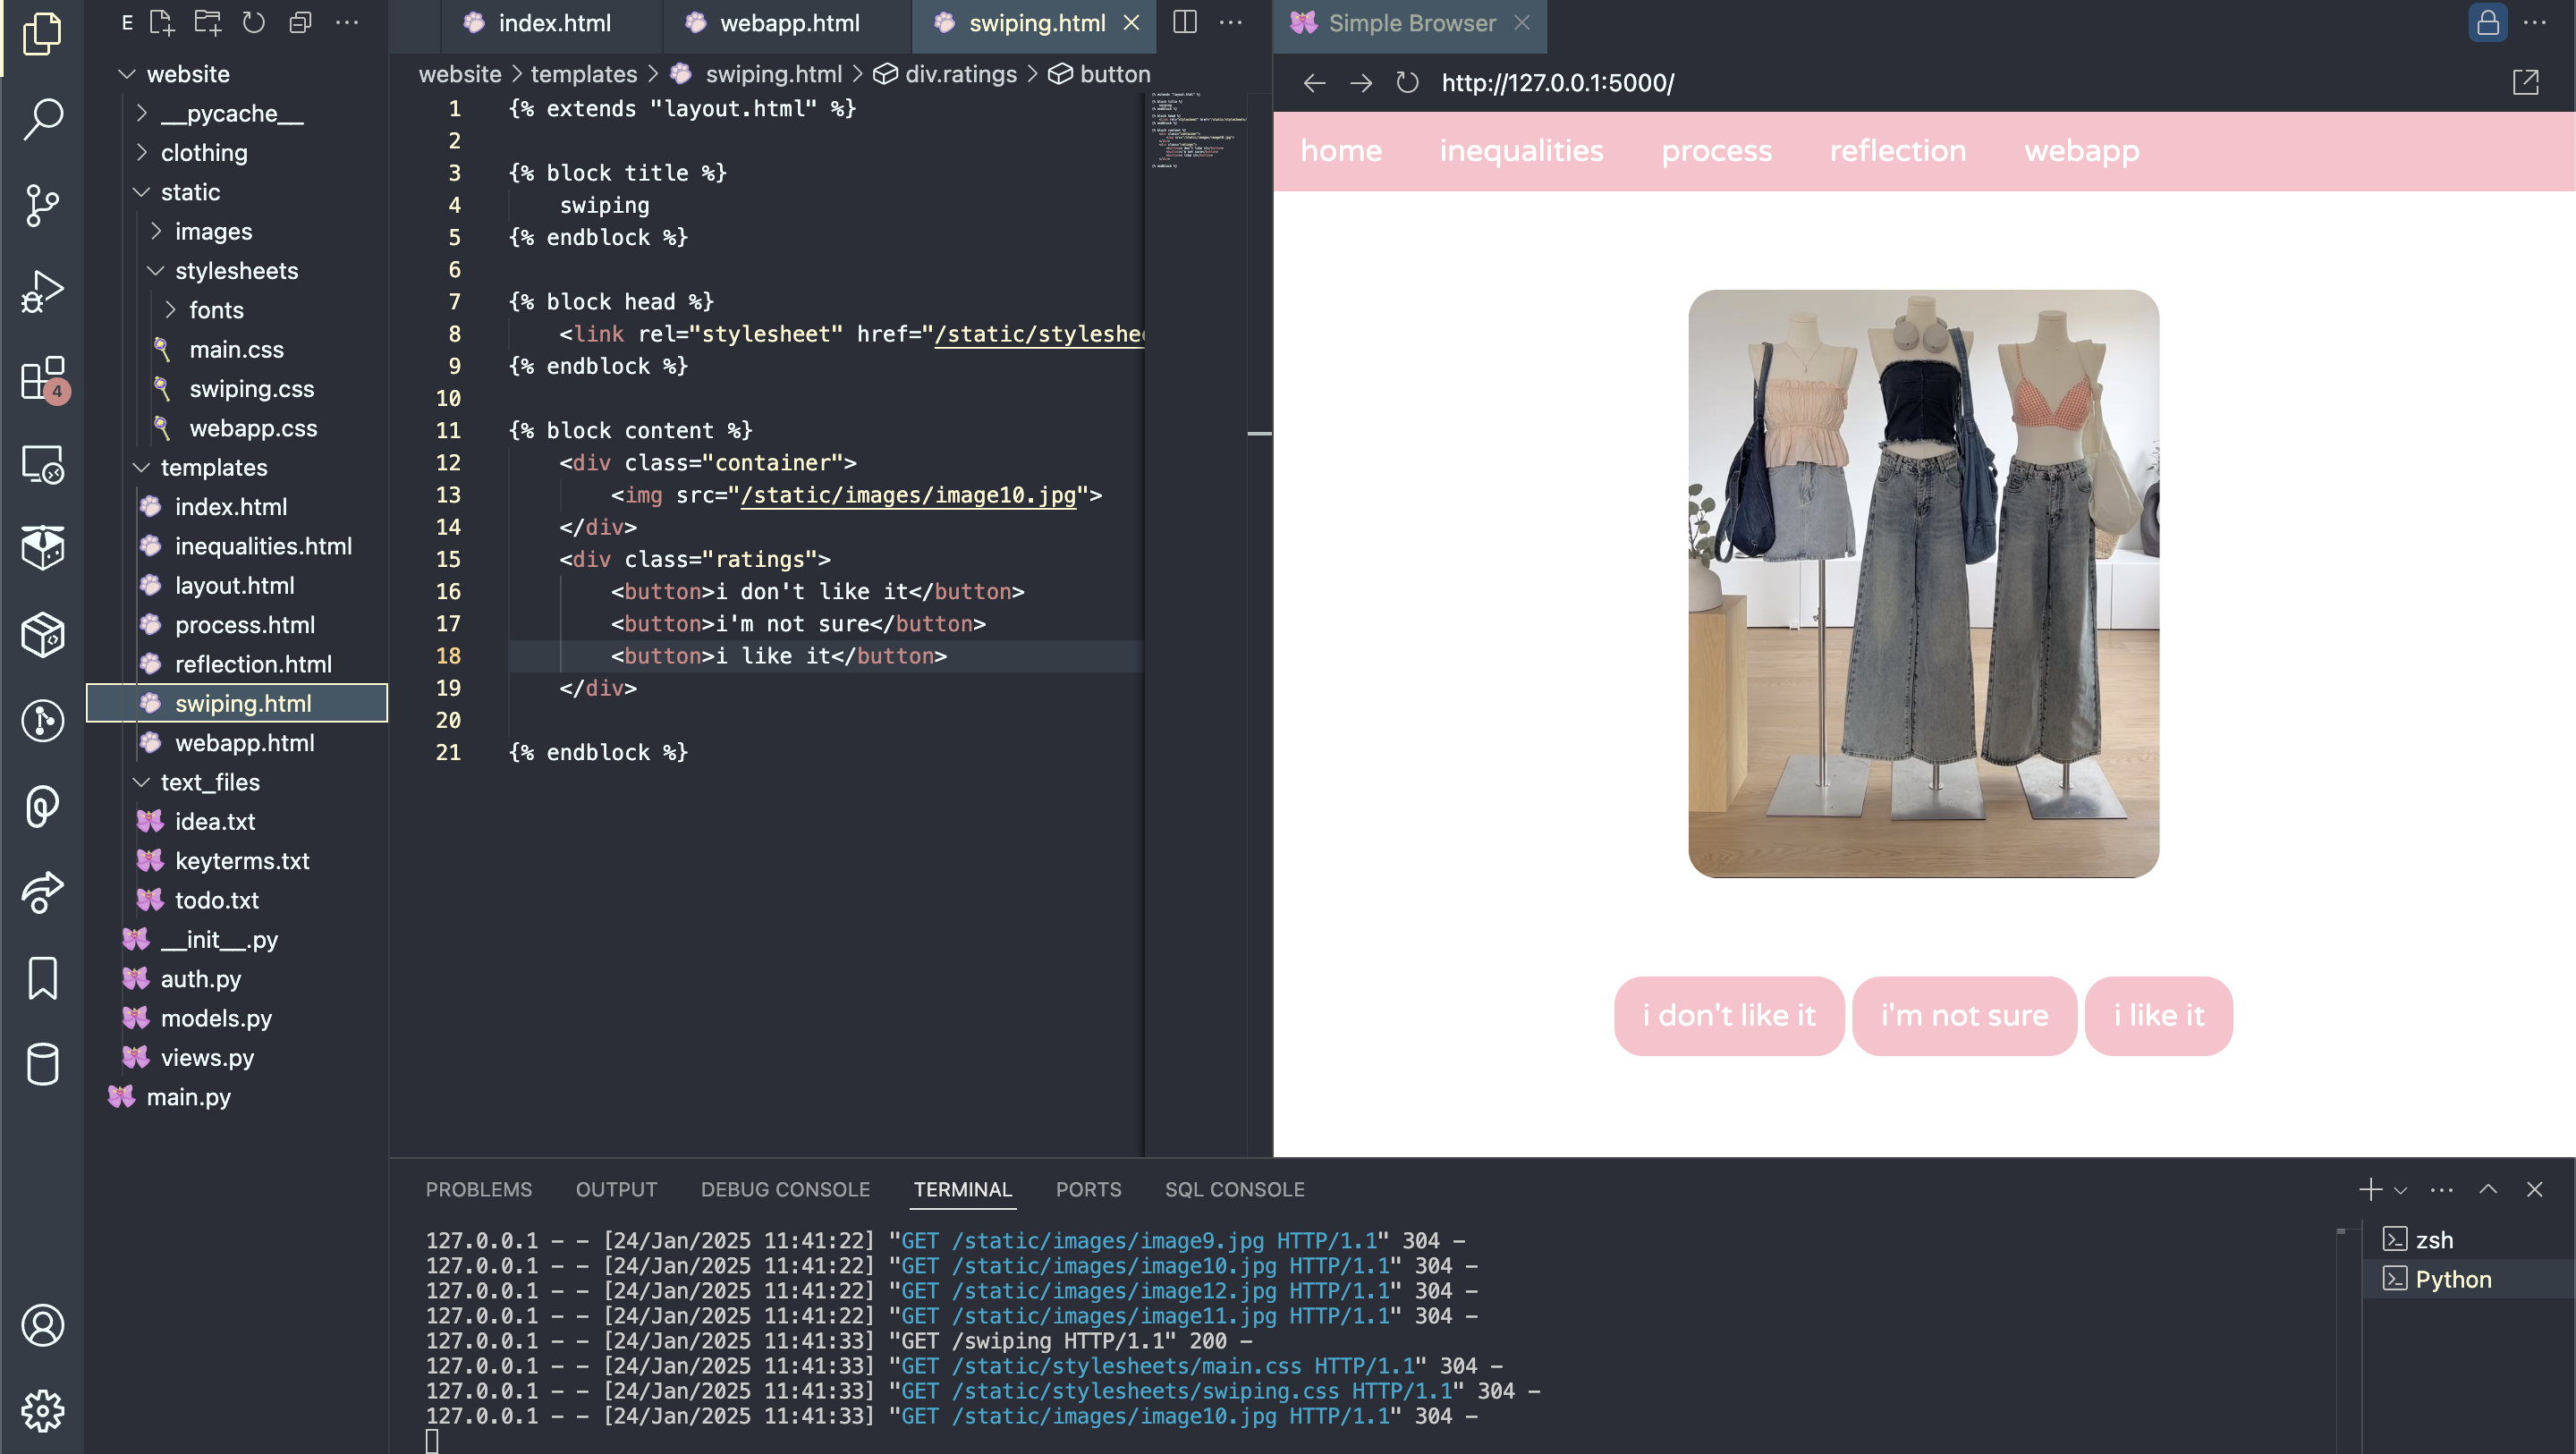 E
index.html
webapp.html
swiping.html
Simple Browser
website
__pycache__
clothing
static
images
stylesheets
fonts
main.css
swiping.css
webapp.css
templates
index.html
inequalities.html
layout.html
process.html
reflection.html
swiping.html
webapp.html
text_files
idea.txt
keyterms.txt
todo.txt
__init__.py
auth.py
models.py
views.py
main.py
4
website > templates > swiping.html > div.ratings > button
1 {% extends "layout.html" %}
2
3 {% block title %}
4 swiping
5 {% endblock %}
6
7 {% block head %}
8 <link rel="stylesheet" href="/static/styleshe
9 {% endblock %}
10
11 {% block content %}
12 <div class="container">
13 <img src="/static/images/image10.jpg">
14 </div>
15 <div class="ratings">
16 <button>i don't like it</button>
17 <button>i'm not sure</button>
18 <button>i like it</button>
19 </div>
20
21 {% endblock %}
http://127.0.0.1:5000/
home inequalities process reflection webapp
i don't like it i'm not sure i like it
PROBLEMS OUTPUT DEBUG CONSOLE TERMINAL PORTS SQL CONSOLE
127.0.0.1 - - [24/Jan/2025 11:41:22] "GET /static/images/image9.jpg HTTP/1.1" 304 -
127.0.0.1 - - [24/Jan/2025 11:41:22] "GET /static/images/image10.jpg HTTP/1.1" 304 -
127.0.0.1 - - [24/Jan/2025 11:41:22] "GET /static/images/image12.jpg HTTP/1.1" 304 -
127.0.0.1 - - [24/Jan/2025 11:41:22] "GET /static/images/image11.jpg HTTP/1.1" 304 -
127.0.0.1 - - [24/Jan/2025 11:41:33] "GET /swiping HTTP/1.1" 200 -
127.0.0.1 - - [24/Jan/2025 11:41:33] "GET /static/stylesheets/main.css HTTP/1.1" 304 -
127.0.0.1 - - [24/Jan/2025 11:41:33] "GET /static/stylesheets/swiping.css HTTP/1.1" 304 -
127.0.0.1 - - [24/Jan/2025 11:41:33] "GET /static/images/image10.jpg HTTP/1.1" 304 -
zsh
Python